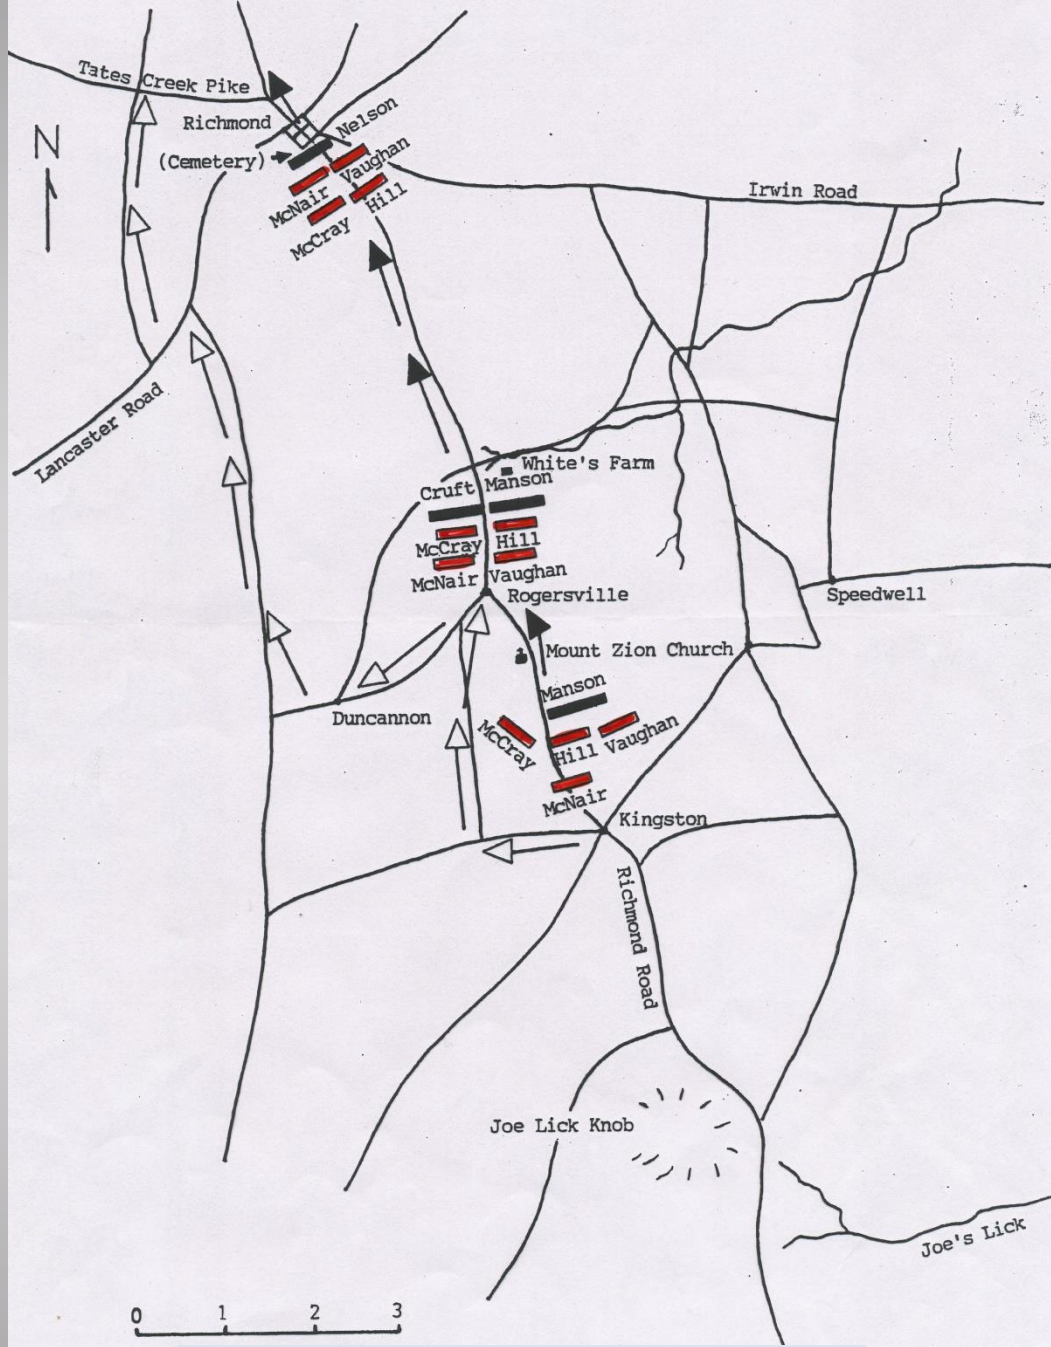 Tates Creek Pike
N
Richmond
Nelson
(Cemetery)
Vaughan
McNair
Hill
McCray
Irwin Road
Lancaster Road
White's Farm
Cruft
Manson
McCray
Hill
McNair
Vaughan
Rogersville
Speedwell
Mount Zion Church
Manson
Duncannon
McCray
Hill
Vaughan
McNair
Kingston
Richmond Road
Joe Lick Knob
Joe's Lick
0 1 2 3